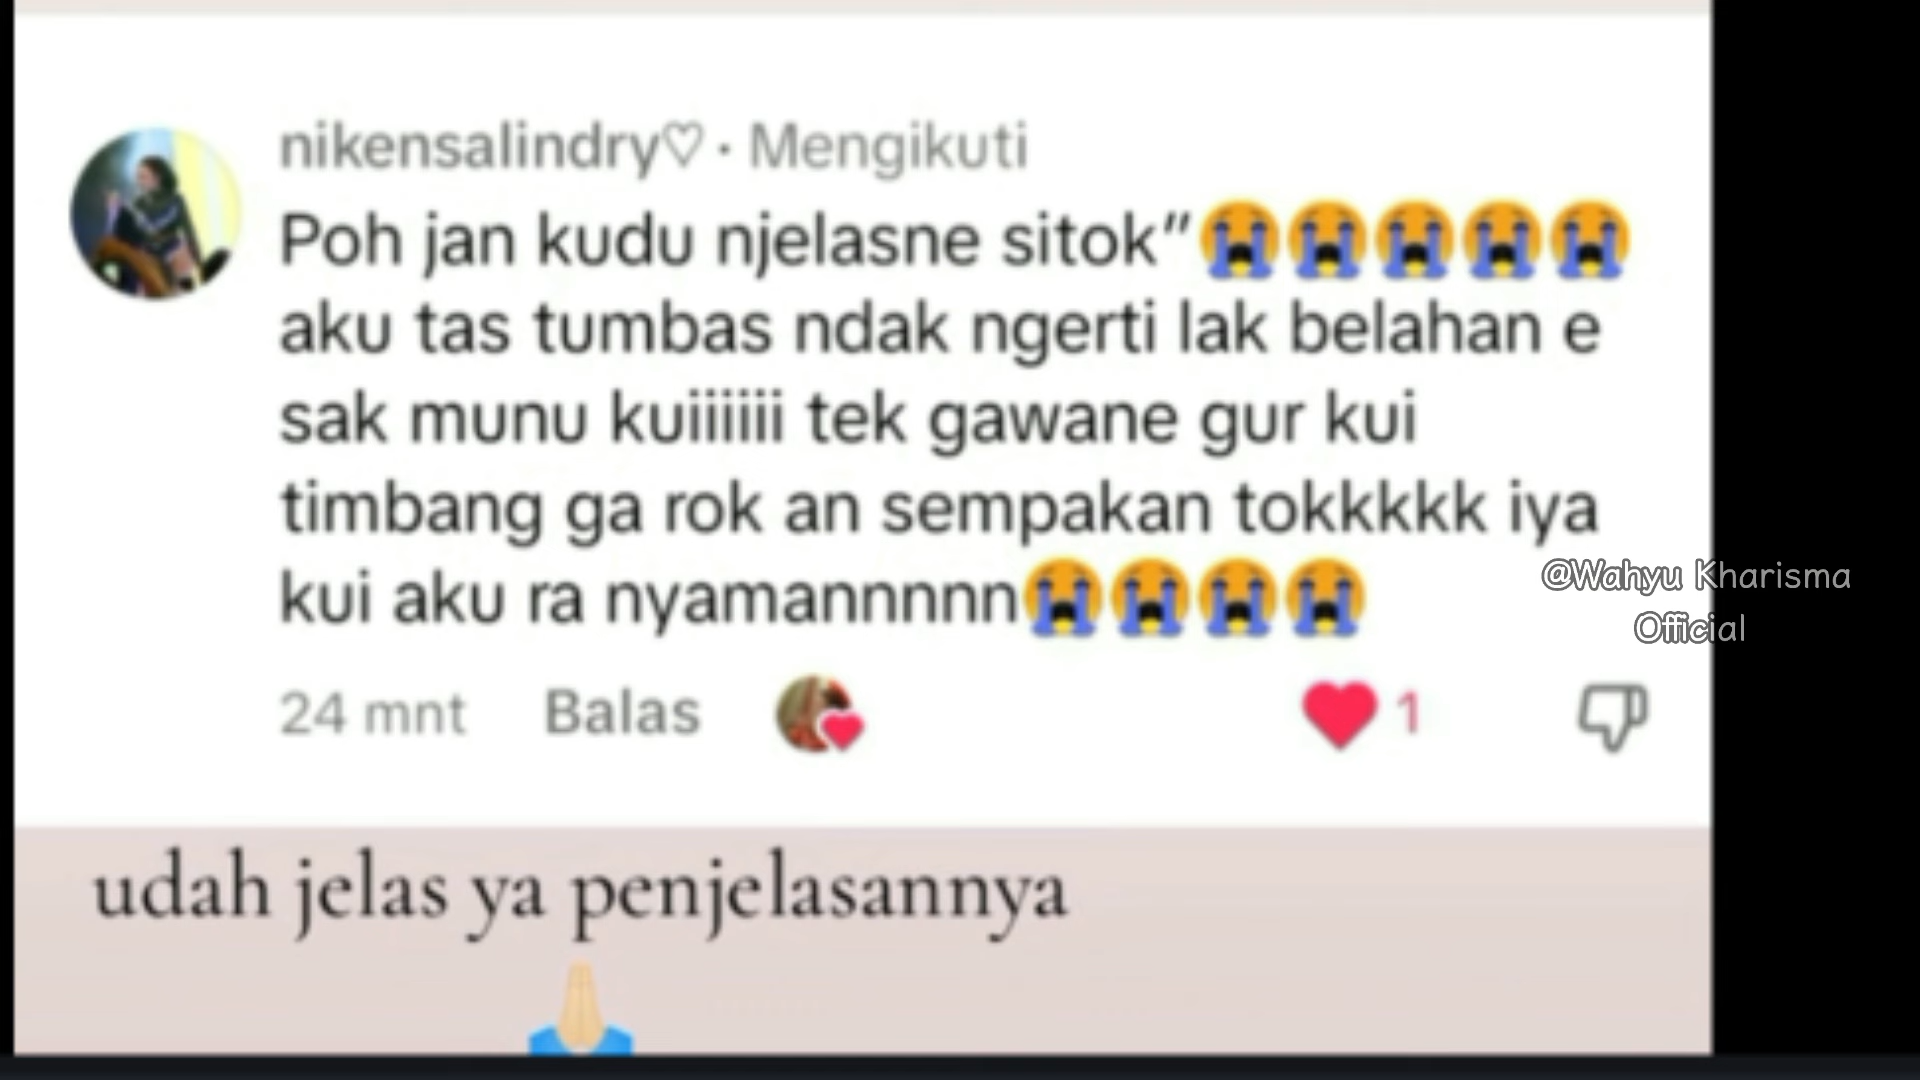 nikensalindry♡ · Mengikuti
Poh jan kudu njelasne sitok”😭😭😭😭😭
aku tas tumbas ndak ngerti lak belahan e
sak munu kuiiiiii tek gawane gur kui
timbang ga rok an sempakan tokkkkk iya
kui aku ra nyamannnnn😭😭😭😭
24 mnt Balas 1
@Wahyu Kharisma
Official
udah jelas ya penjelasannya
🙏🏼